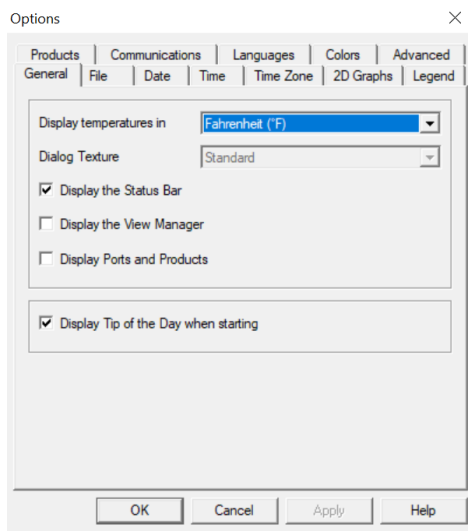 Options
Products Communications Languages Colors Advanced
General File Date Time Time Zone 2D Graphs Legend
Display temperatures in Fahrenheit (°F)
Dialog Texture Standard
Display the Status Bar
Display the View Manager
Display Ports and Products
Display Tip of the Day when starting
OK Cancel Apply Help